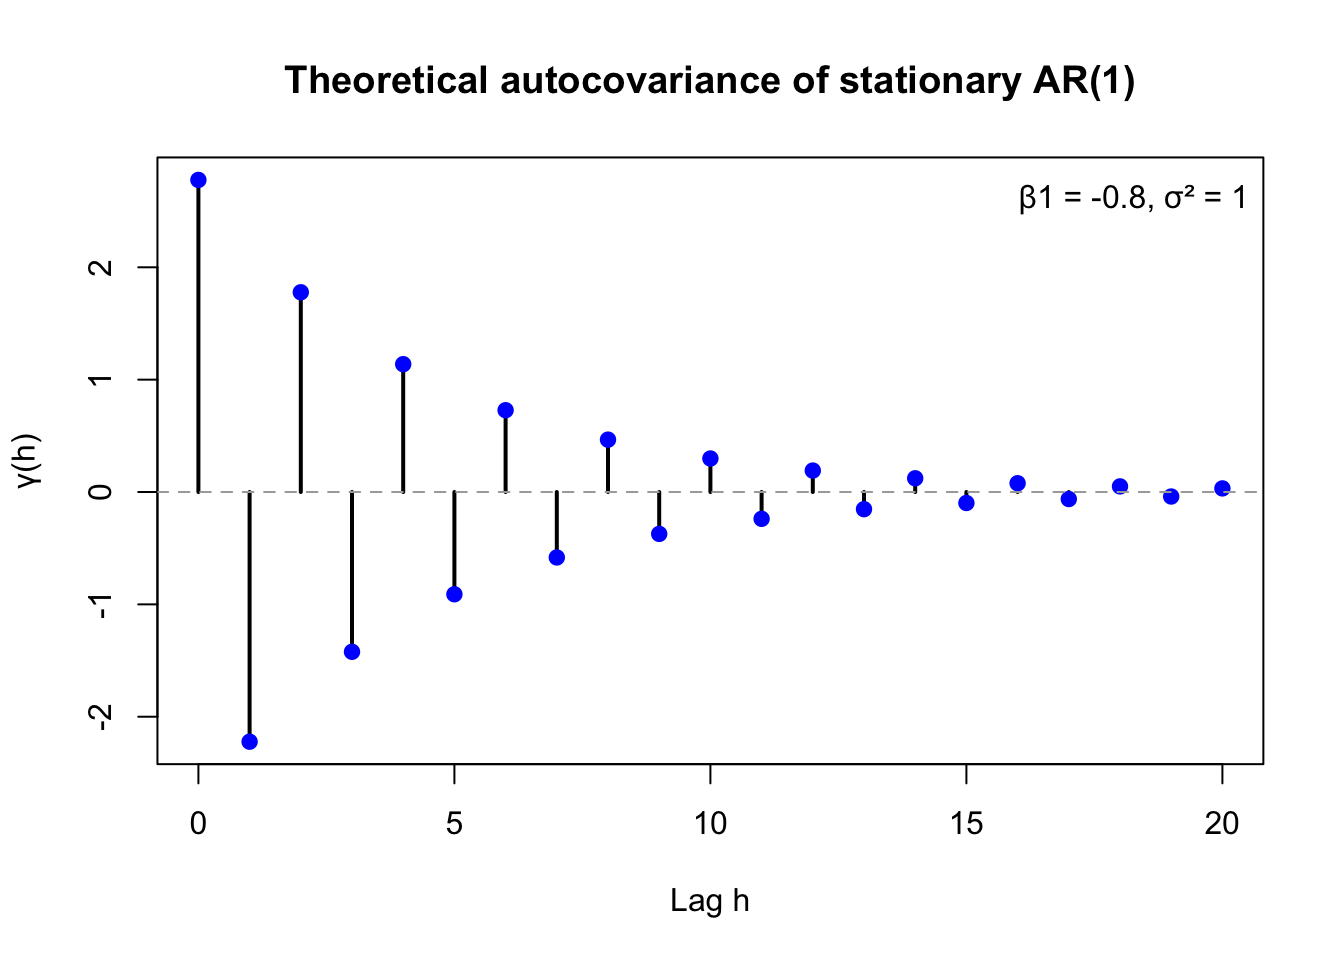 Theoretical autocovariance of stationary AR(1)
β1 = -0.8, σ² = 1
γ(h)
2
1
0
-1
-2
0 5 10 15 20
Lag h